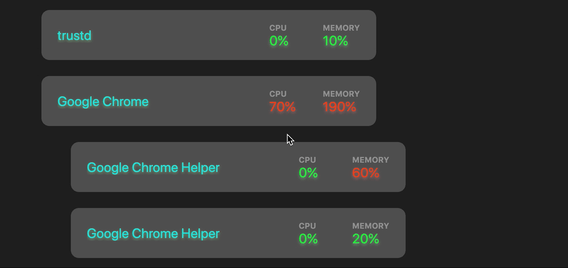 trustd
CPU MEMORY
0% 10%
Google Chrome
CPU MEMORY
70% 190%
Google Chrome Helper
CPU MEMORY
0% 60%
Google Chrome Helper
CPU MEMORY
0% 20%